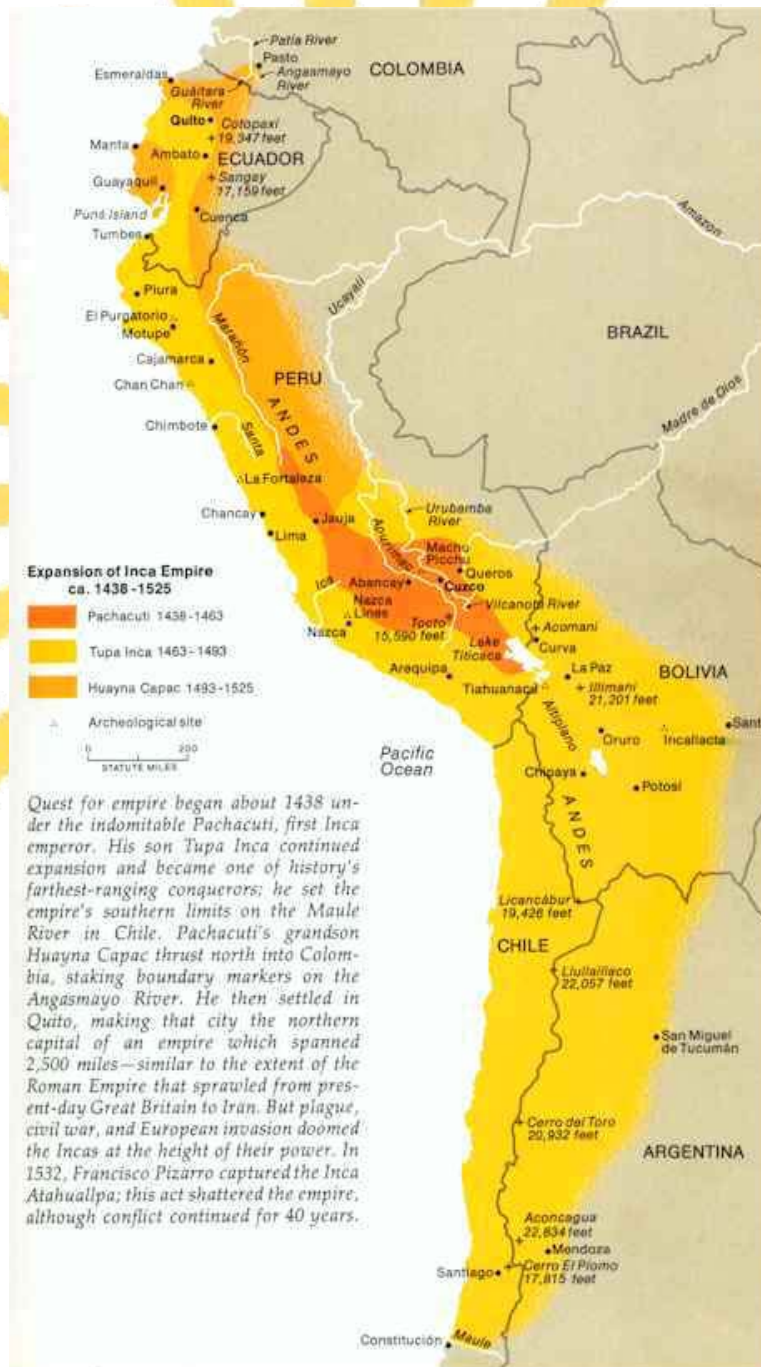 Patía River
Pasto
Angasmayo
River
COLOMBIA
Esmeraldas
Guáitara
River
Quito
Cotopaxi
19,347 feet
Manta
Ambato
ECUADOR
Sangay
17,159 feet
Guayaquil
Puná Island
Cuenca
Tumbes
Amazon
Piura
Ucayali
El Purgatorio
Motupe
Marañón
BRAZIL
Cajamarca
PERU
Chan Chan
ANDES
Madre de Dios
Chimbote
Santa
La Fortaleza
Urubamba
River
Chancay
Jauja
Lima
Apurímac
Machu
Picchu
Queros
Expansion of Inca Empire
ca. 1438-1525
Ica
Abancay
Cuzco
Pachacuti 1438-1463
Nazca
Lines
Vilcanota River
Tocto
15,590 feet
Acomani
Nazca
Lake
Titicaca
Curva
Tupa Inca 1463-1493
Arequipa
La Paz
BOLIVIA
Huayna Capac 1493-1525
Tiahuanaco
Illimani
21,201 feet
Archeological site
Altiplano
Oruro
Incallacta
Sant
0 200
STATUTE MILES
Pacific
Ocean
Chipaya
Potosí
ANDES
Quest for empire began about 1438 un-
der the indomitable Pachacuti, first Inca
emperor. His son Tupa Inca continued
expansion and became one of history's
farthest-ranging conquerors; he set the
empire's southern limits on the Maule
River in Chile. Pachacuti's grandson
Huayna Capac thrust north into Colom-
bia, staking boundary markers on the
Angasmayo River. He then settled in
Quito, making that city the northern
capital of an empire which spanned
2,500 miles—similar to the extent of the
Roman Empire that sprawled from pres-
ent-day Great Britain to Iran. But plague,
civil war, and European invasion doomed
the Incas at the height of their power. In
1532, Francisco Pizarro captured the Inca
Atahuallpa; this act shattered the empire,
although conflict continued for 40 years.
Licancábur
19,426 feet
CHILE
Llullaillaco
22,057 feet
San Miguel
de Tucumán
Cerro del Toro
20,932 feet
ARGENTINA
Aconcagua
22,834 feet
Mendoza
Cerro El Plomo
17,815 feet
Santiago
Constitución
Maule